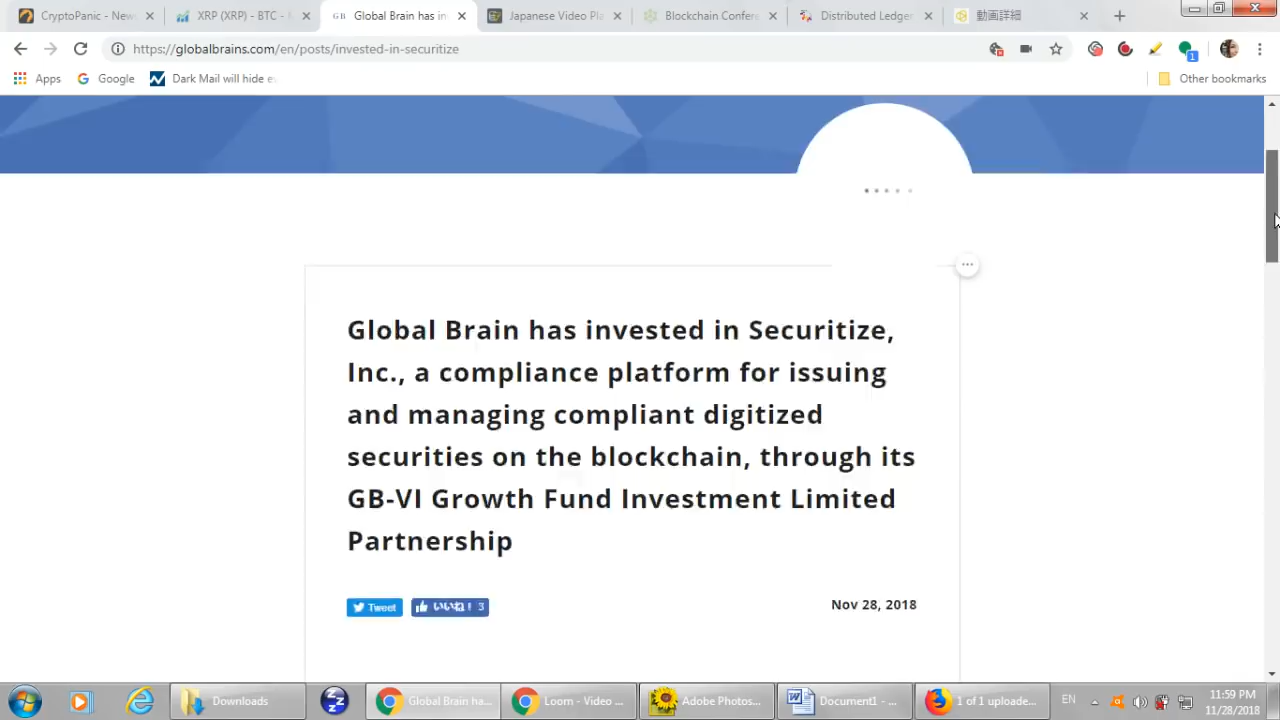 CryptoPanic - New
XRP (XRP) - BTC -
GB Global Brain has in
Japanese Video Pla
Blockchain Confer
Distributed Ledge
動画詳細
https://globalbrains.com/en/posts/invested-in-securitize
1
Apps Google Dark Mail will hide e Other bookmarks
Global Brain has invested in Securitize,
Inc., a compliance platform for issuing
and managing compliant digitized
securities on the blockchain, through its
GB-VI Growth Fund Investment Limited
Partnership
Tweet いいね! 3 Nov 28, 2018
Downloads
Global Brain ha...
Loom - Video ...
Adobe Photos...
Document1 - ...
1 of 1 uploade...
EN
11:59 PM
11/28/2018